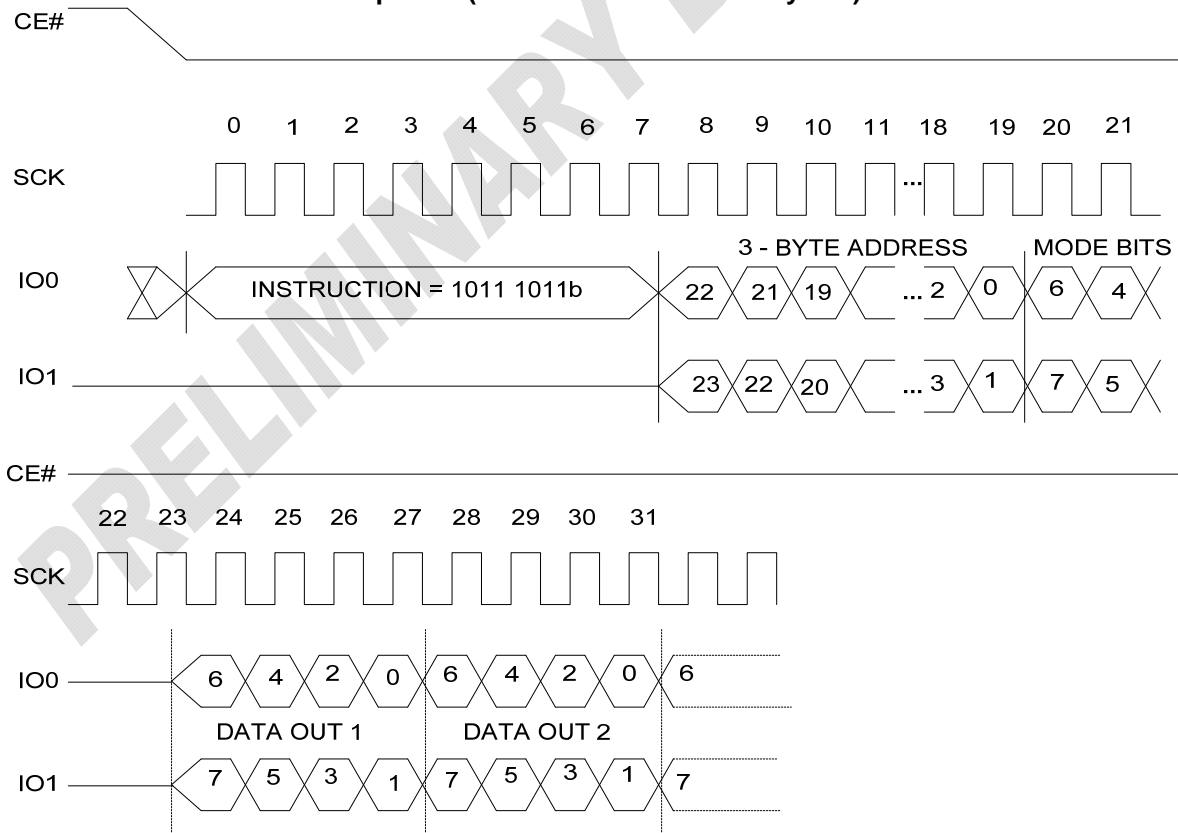 CE#
0 1 2 3 4 5 6 7 8 9 10 11 18 19 20 21
SCK ...
3 - BYTE ADDRESS MODE BITS
IO0 INSTRUCTION = 1011 1011b 22 21 19 ... 2 0 6 4
IO1 23 22 20 ... 3 1 7 5
CE#
22 23 24 25 26 27 28 29 30 31
SCK
IO0 6 4 2 0 6 4 2 0 6
DATA OUT 1 DATA OUT 2
IO1 7 5 3 1 7 5 3 1 7
PRELIMINARY